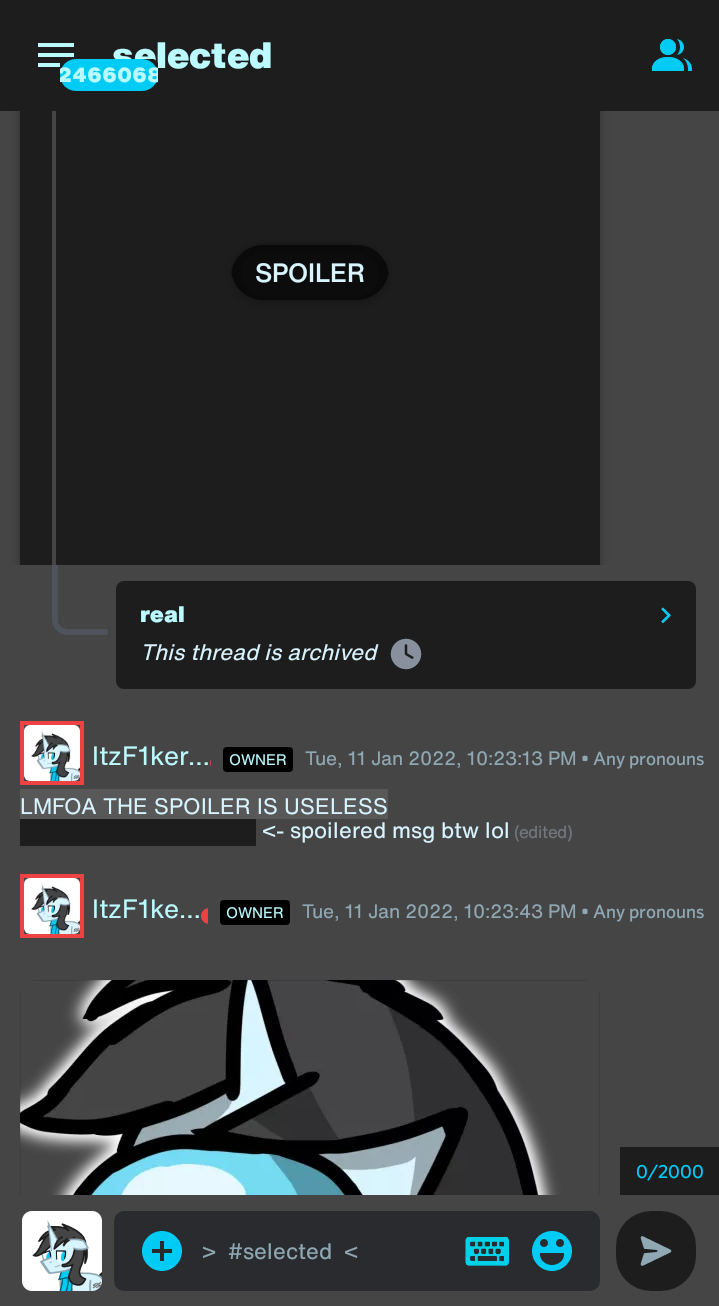 selected
2466068
SPOILER
real
This thread is archived
ItzF1ker... OWNER Tue, 11 Jan 2022, 10:23:13 PM • Any pronouns
LMFOA THE SPOILER IS USELESS
<- spoilered msg btw lol (edited)
ItzF1ke... OWNER Tue, 11 Jan 2022, 10:23:43 PM • Any pronouns
0/2000
> #selected <